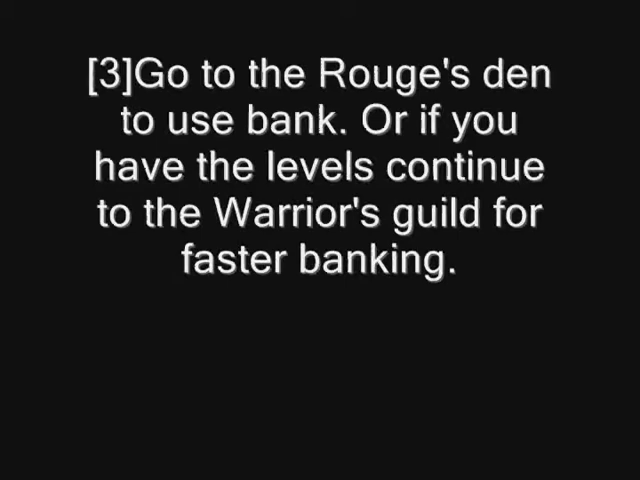 [3]Go to the Rouge's den
to use bank. Or if you
have the levels continue
to the Warrior's guild for
faster banking.